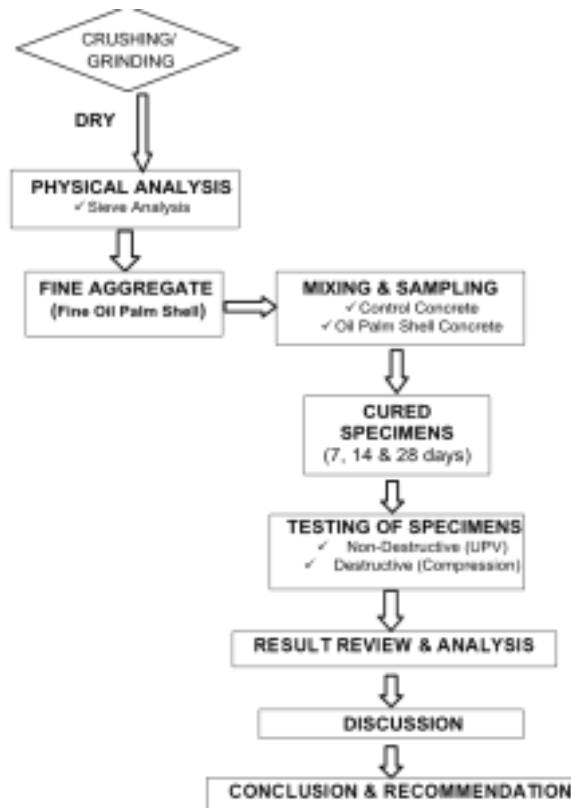 CRUSHING/
GRINDING
DRY
PHYSICAL ANALYSIS
✓ Sieve Analysis
FINE AGGREGATE
(Fine Oil Palm Shell)
MIXING & SAMPLING
✓ Control Concrete
✓ Oil Palm Shell Concrete
CURED
SPECIMENS
(7, 14 & 28 days)
TESTING OF SPECIMENS
✓ Non-Destructive (UPV)
✓ Destructive (Compression)
RESULT REVIEW & ANALYSIS
DISCUSSION
CONCLUSION & RECOMMENDATION